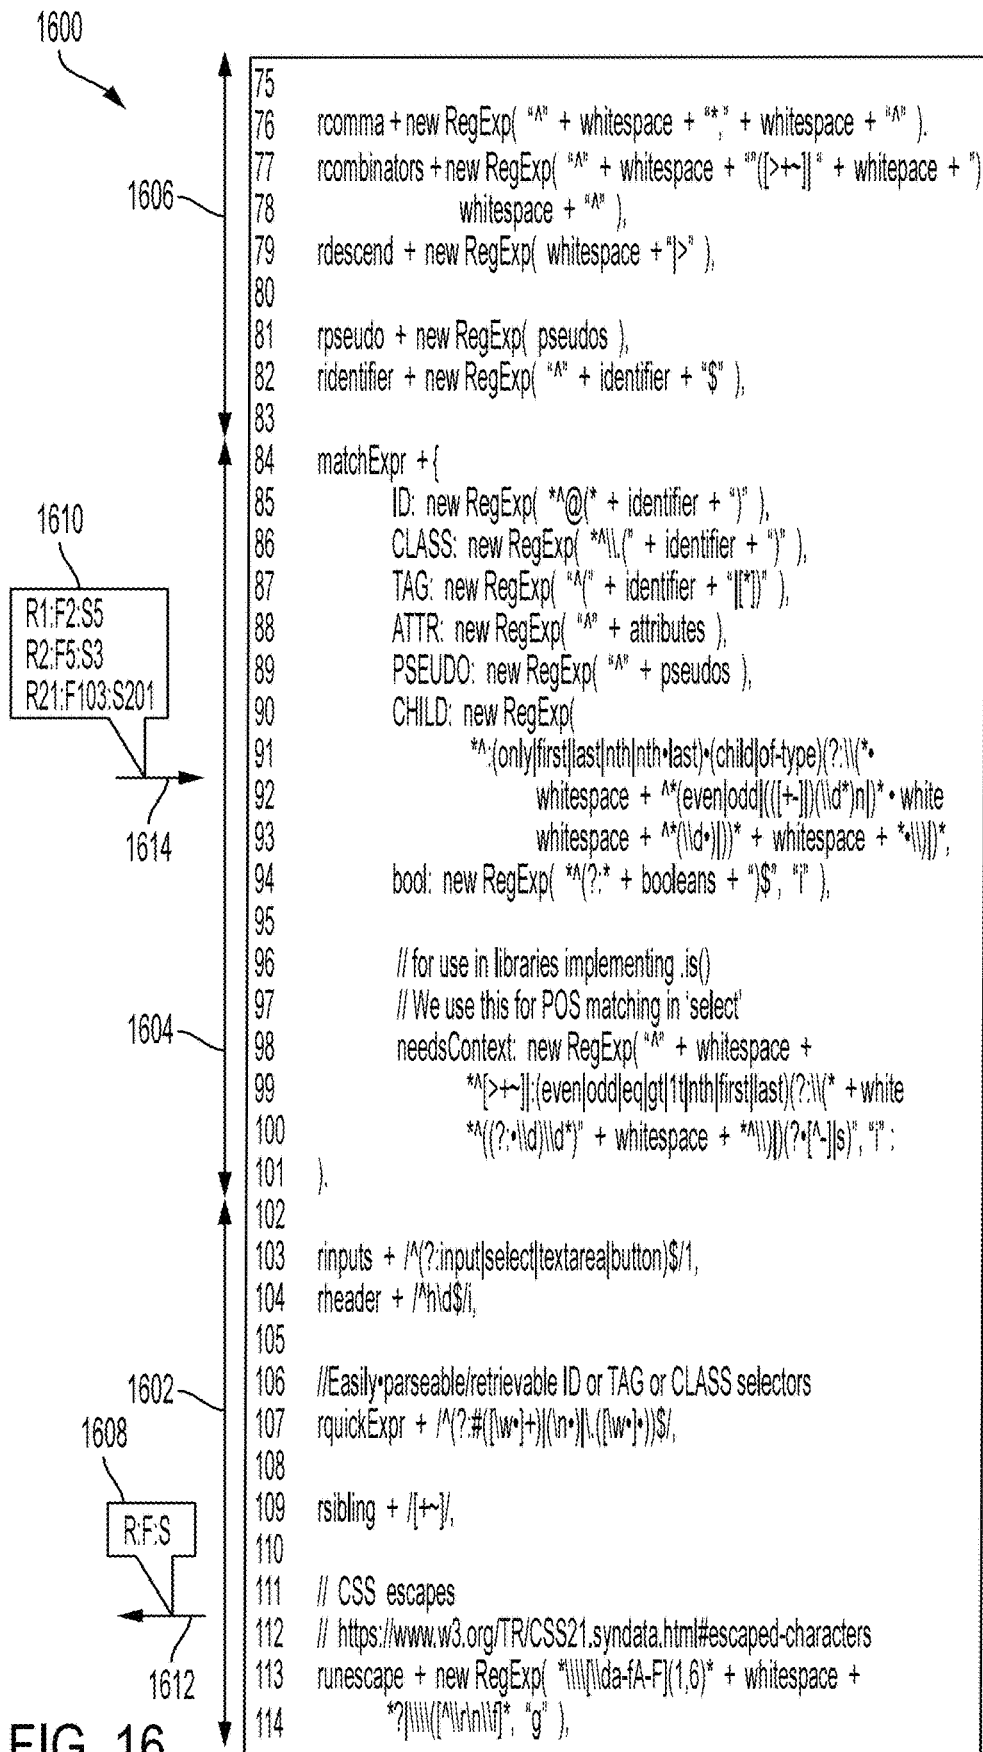 1600
75
76 rcomma + new RegExp( "^" + whitespace + "*," + whitespace + "^" ).
77 rcombinators + new RegExp( "^" + whitespace + "*([>+~]|" + whitepace + ")
78 whitespace + "^" ),
79 rdescend + new RegExp( whitespace + "|>" ),
80
81 rpseudo + new RegExp( pseudos ),
82 ridentifier + new RegExp( "^" + identifier + "$" ),
83
84 matchExpr + {
85 ID: new RegExp( *^@(* + identifier + ")" ),
86 CLASS: new RegExp( *^\\.(" + identifier + ")" ),
87 TAG: new RegExp( "^(" + identifier + "|[*])" ),
88 ATTR: new RegExp( "^" + attributes ),
89 PSEUDO: new RegExp( "^" + pseudos ),
90 CHILD: new RegExp(
91 *^:(only|first|last|nth|nth•last)•(child|of-type)(?:\\(*•
92 whitespace + ^*(even|odd|(([+-]|)(\\d*)n|)* • white
93 whitespace + ^*(\\d•)|))* + whitespace + *•\\)|)*,
94 bool: new RegExp( *^(?:* + booleans + ")$", "i" ),
95
96 // for use in libraries implementing .is()
97 // We use this for POS matching in 'select'
98 needsContext: new RegExp( "^" + whitespace +
99 *^[>+~]|:(even|odd|eq|gt|1t|nth|first|last)(?:\\(* + white
100 *^((?:•\\d)\\d*)" + whitespace + *^\\)|)(?•[^-]|s)", "i" :
101 ).
102
103 rinputs + /^(?:input|select|textarea|button)$/1,
104 rheader + /^h\d$/i,
105
106 //Easily•parseable/retrievable ID or TAG or CLASS selectors
107 rquickExpr + /^(?:#([\w•]+)|(\n•)|\.([\w•]•))$/,
108
109 rsibling + /[+~]/,
110
111 // CSS escapes
112 // https://www.w3.org/TR/CSS21.syndata.html#escaped-characters
113 runescape + new RegExp( *\\\\[\\da-fA-F](1,6)* + whitespace +
114 *?|\\\\([^\\r\n\\f]*, "g" ),
1606
1610
R1:F2:S5
R2:F5:S3
R21:F103:S201
1614
1604
1602
1608
R:F:S
1612
FIG. 16